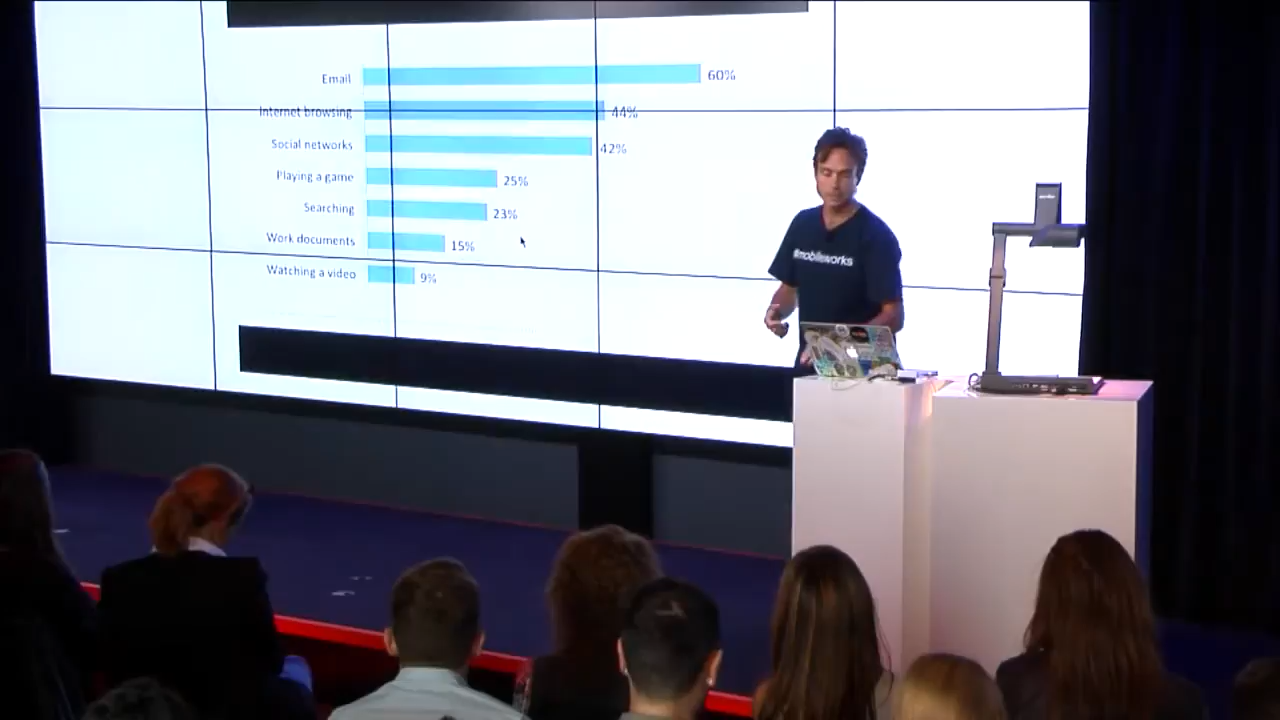 Email 60%
Internet browsing 44%
Social networks 42%
Playing a game 25%
Searching 23%
Work documents 15%
Watching a video 9%
#mobileworks